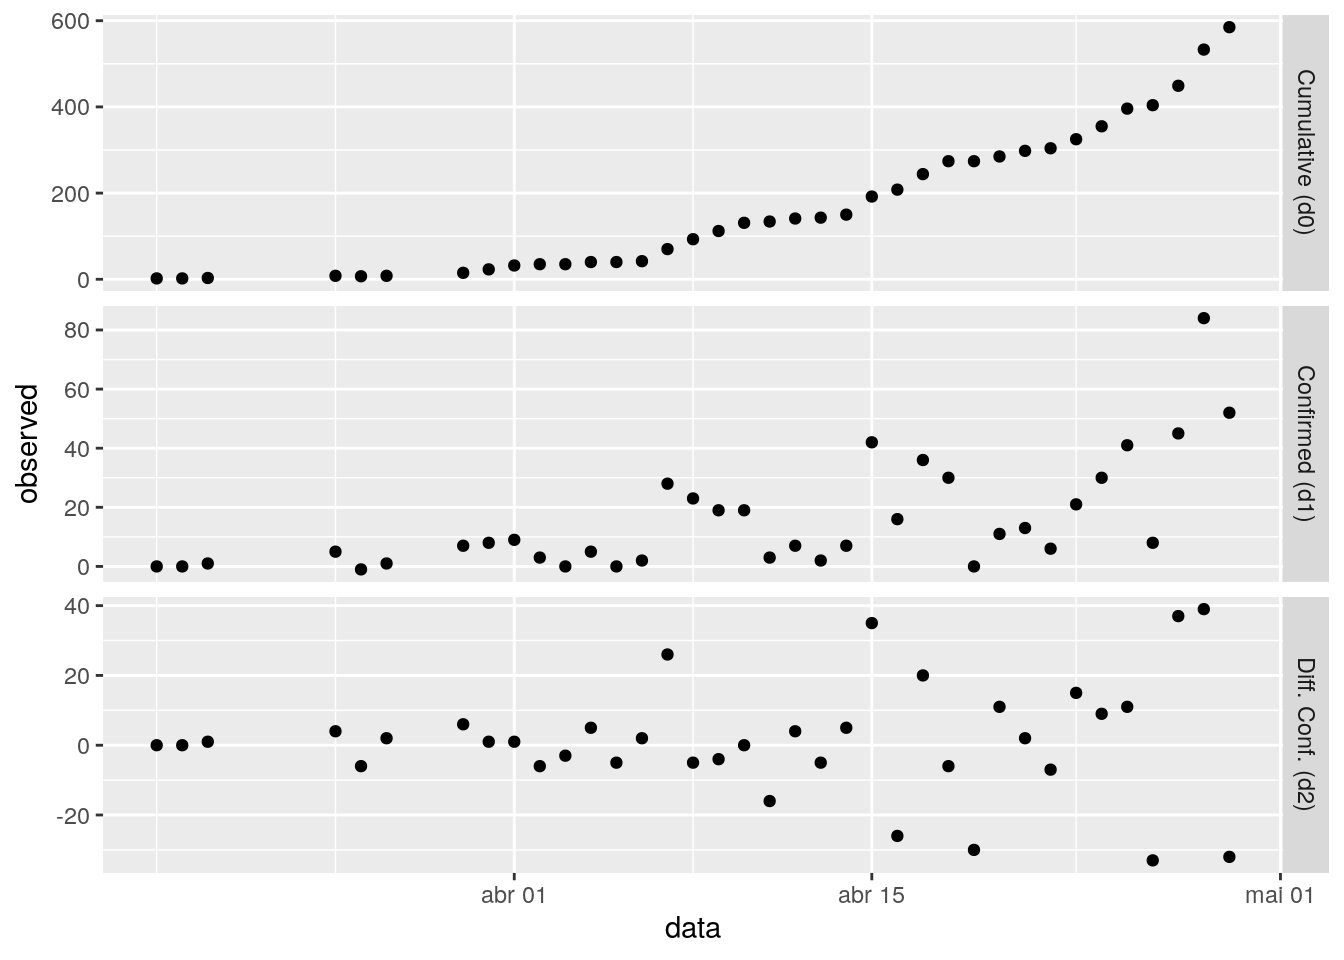 600
400
200
0
Cumulative (d0)
80
60
40
20
0
Confirmed (d1)
40
20
0
-20
Diff. Conf. (d2)
observed
abr 01
abr 15
mai 01
data